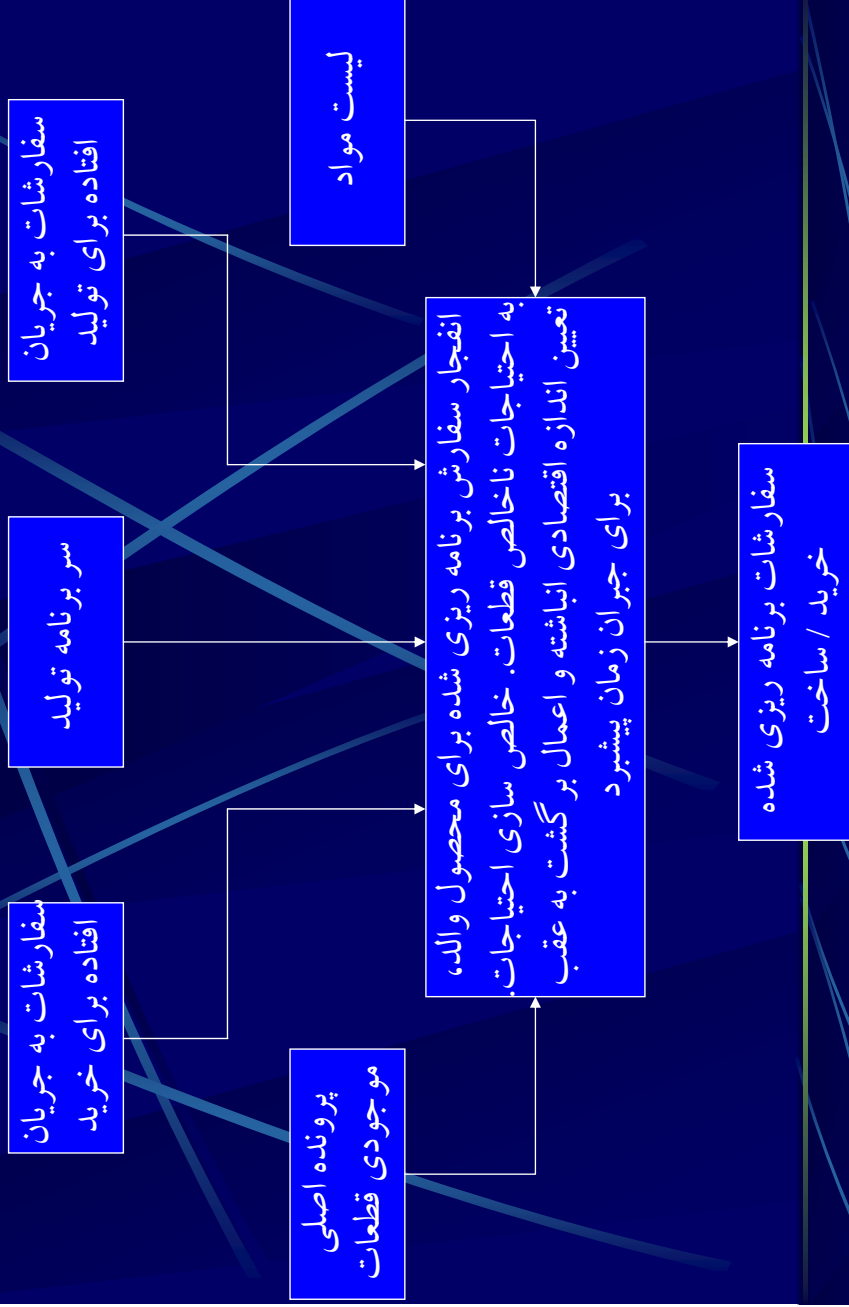 سفارشات به جریان
افتاده برای تولید
سر برنامه تولید
سفارشات به جریان
افتاده برای خرید
لیست مواد
پرونده اصلی
موجودی قطعات
انفجار سفارش برنامه ریزی شده برای محصول والد،
به احتیاجات ناخالص قطعات. خالص سازی احتیاجات.
تعیین اندازه اقتصادی انباشته و اعمال بر گشت به عقب
برای جبران زمان پیشبرد
سفارشات برنامه ریزی شده
خرید / ساخت